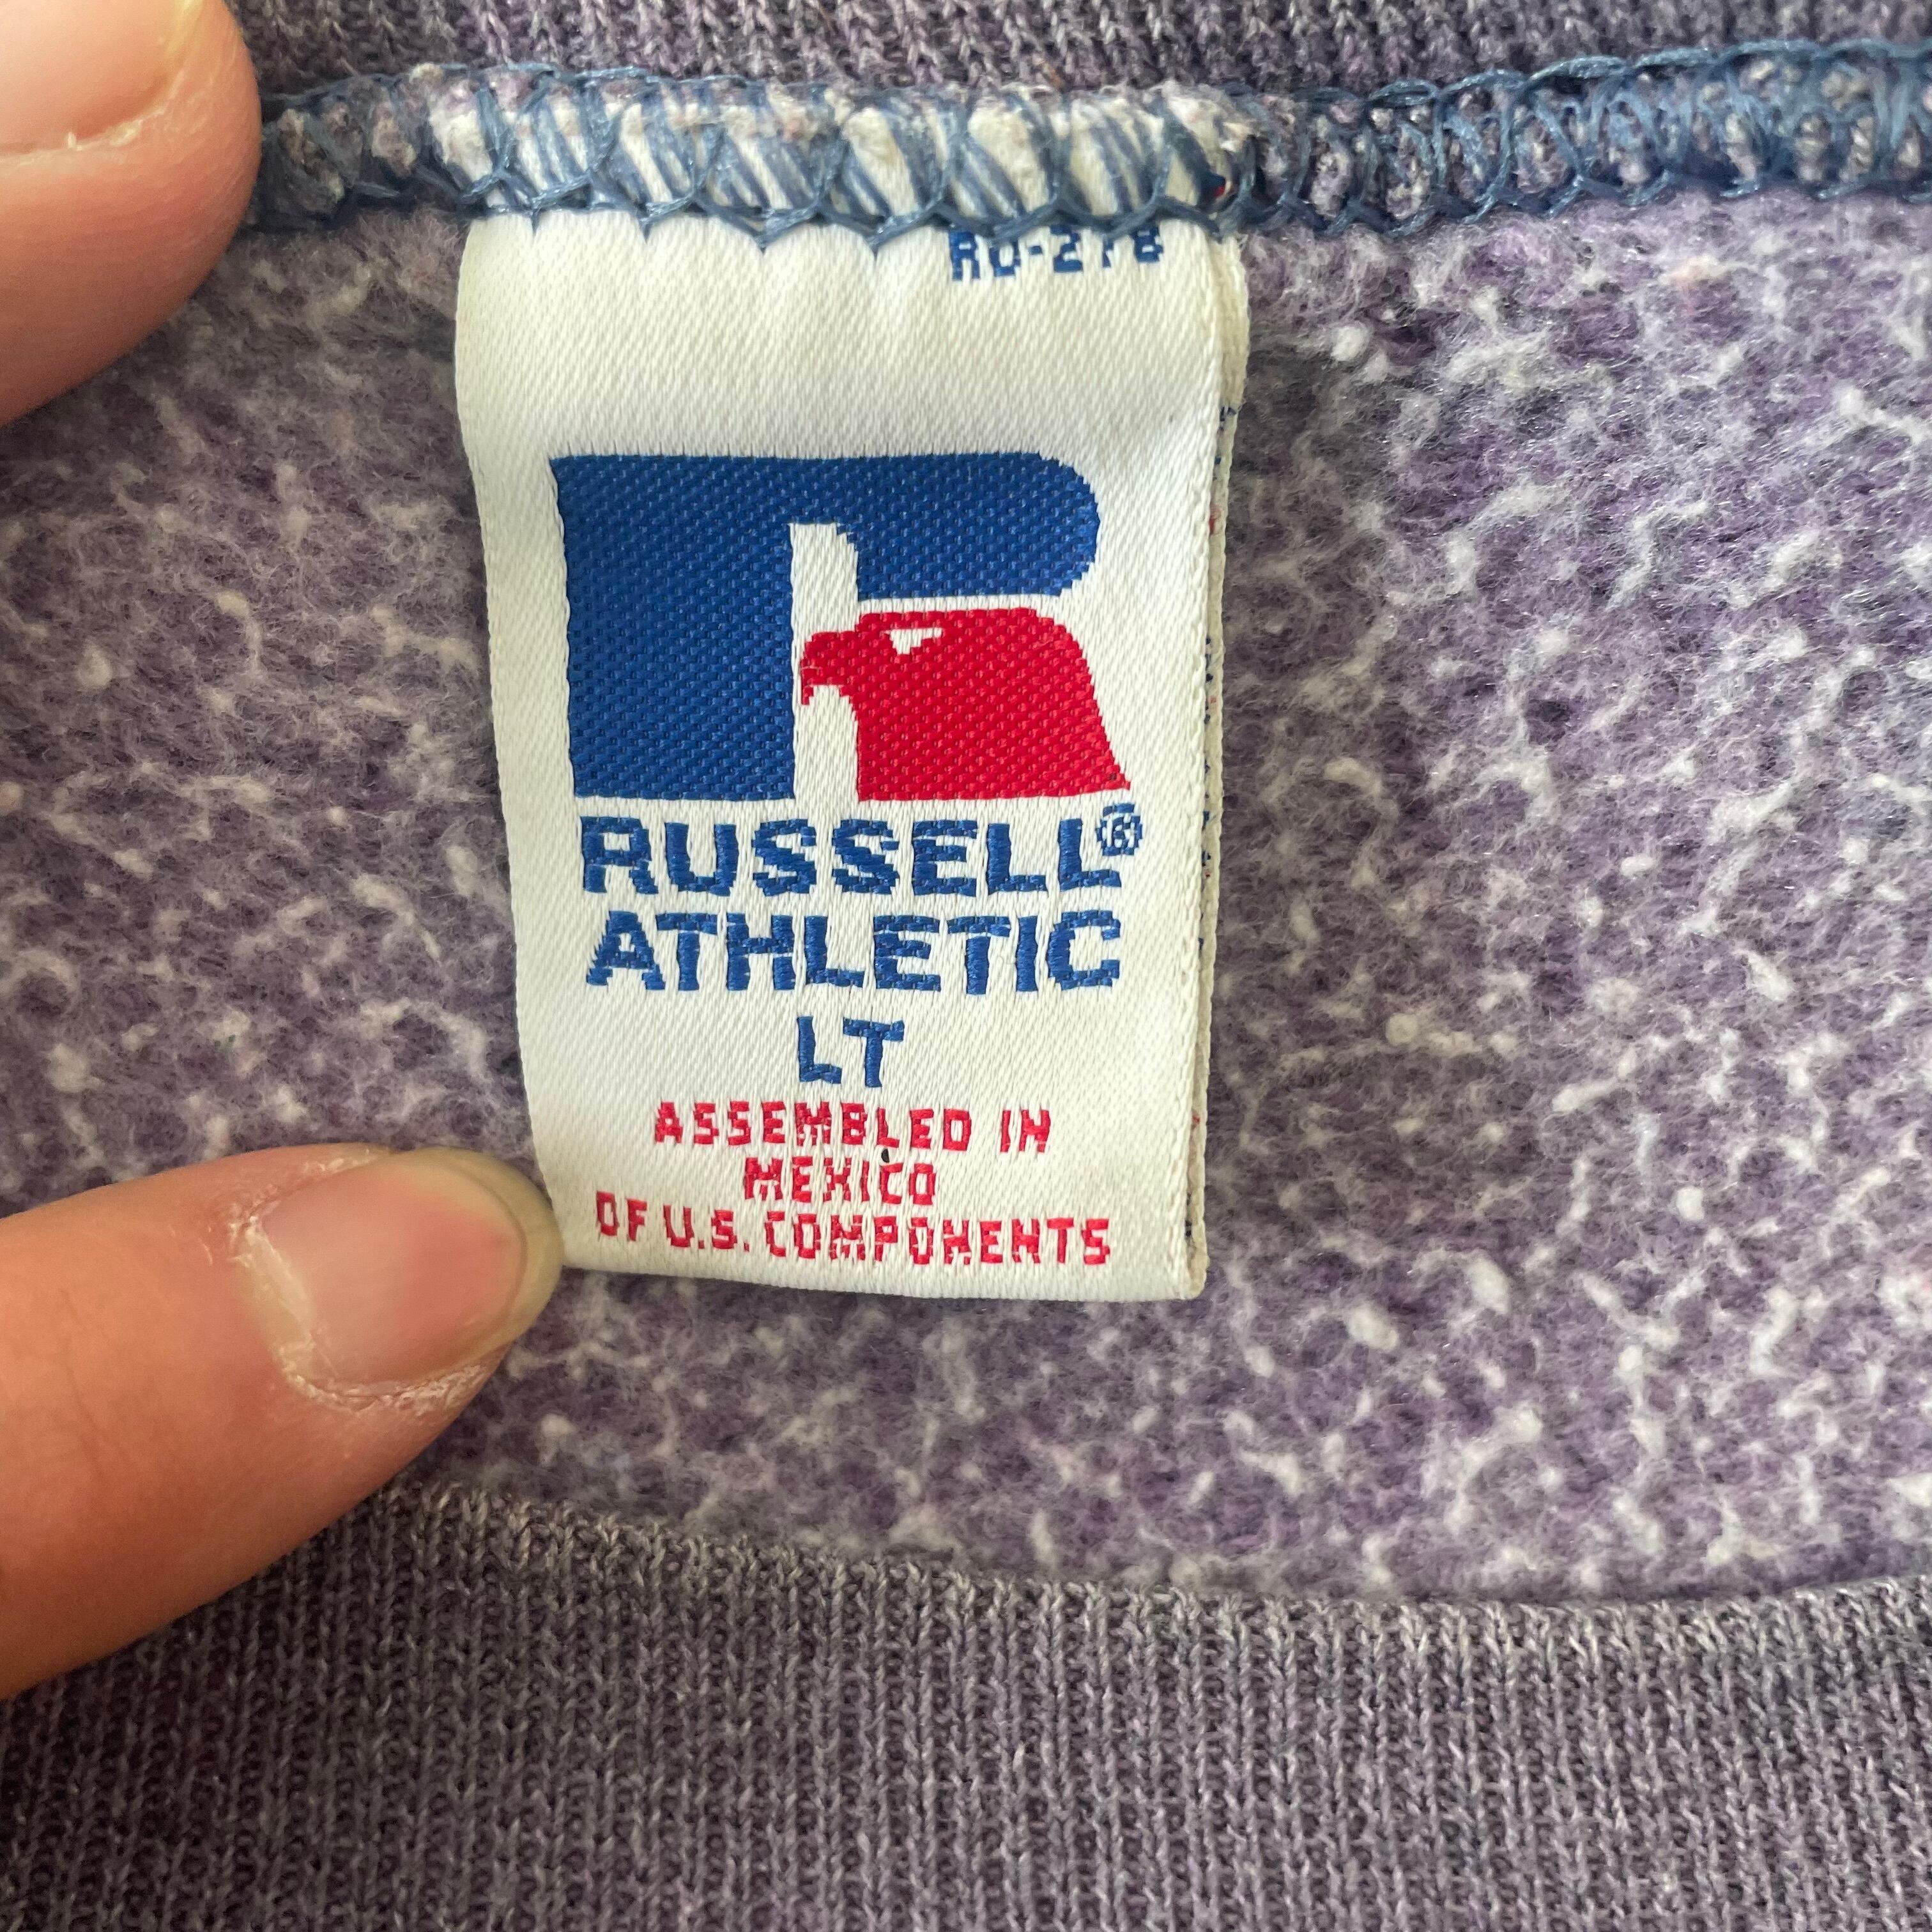 RUSSELL®
ATHLETIC
LT
ASSEMBLED IN
MEXICO
OF U.S. COMPONENTS